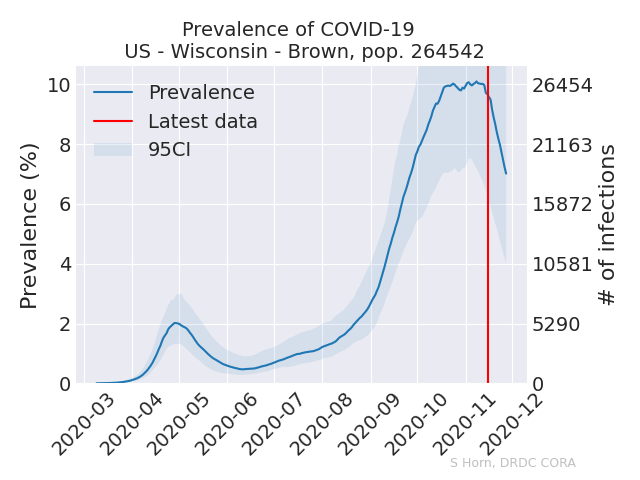 Prevalence of COVID-19
US - Wisconsin - Brown, pop. 264542
Prevalence
Latest data
95CI
Prevalence (%)
10
8
6
4
2
0
26454
21163
15872
10581
5290
0
# of infections
2020-03
2020-04
2020-05
2020-06
2020-07
2020-08
2020-09
2020-10
2020-11
2020-12
S Horn, DRDC CORA